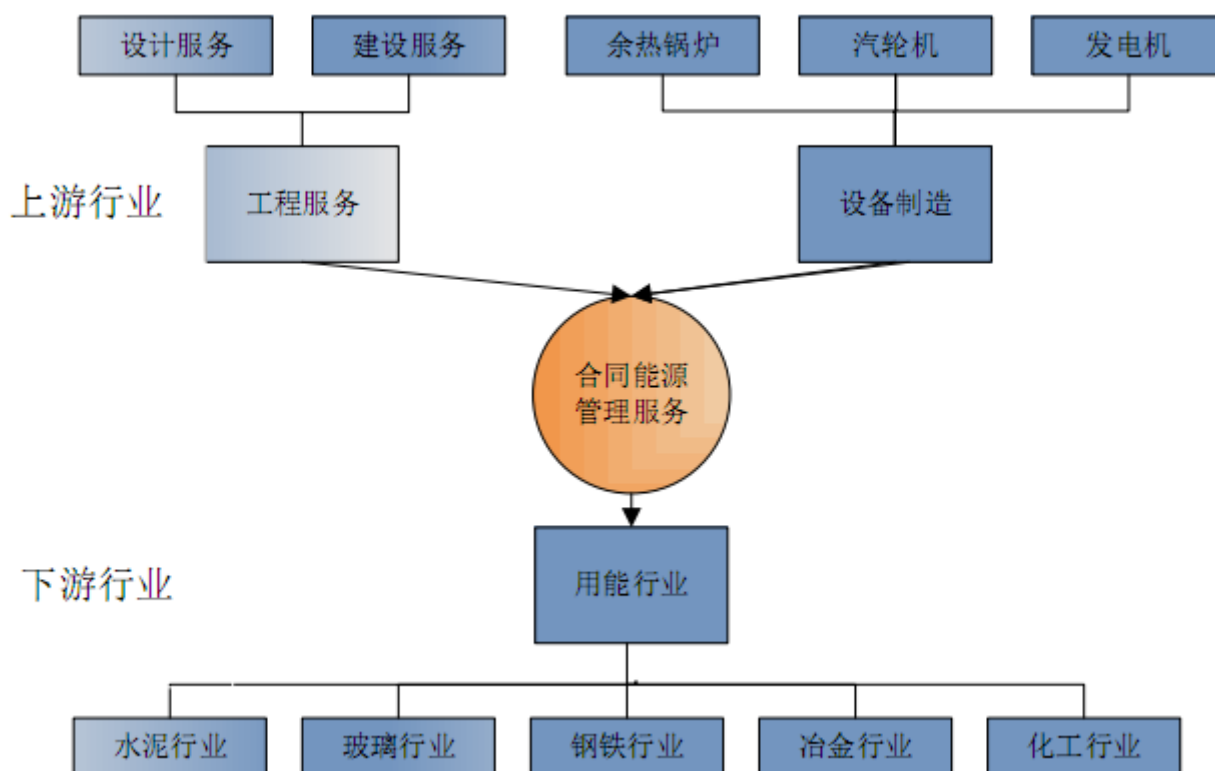 设计服务
建设服务
余热锅炉
汽轮机
发电机
上游行业
工程服务
设备制造
合同能源
管理服务
下游行业
用能行业
水泥行业
玻璃行业
钢铁行业
冶金行业
化工行业